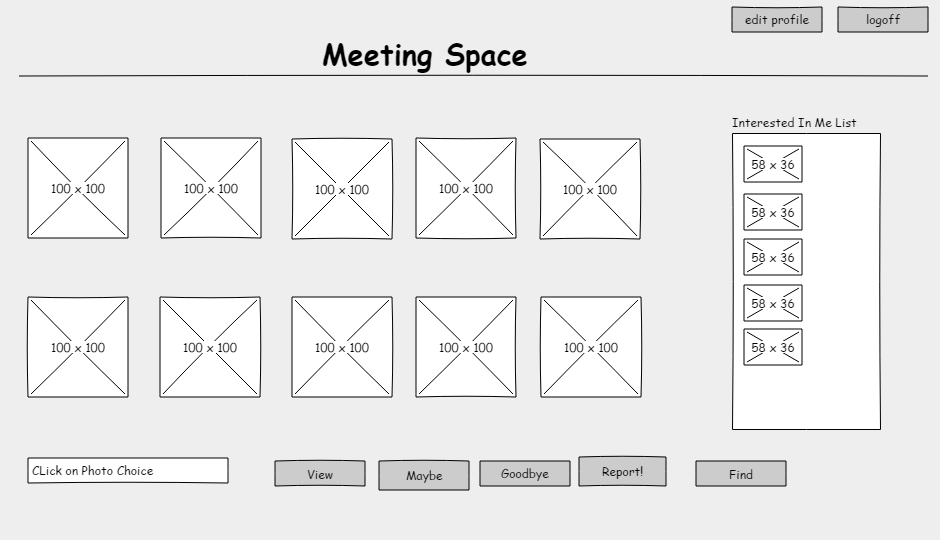 edit profile
logoff
Meeting Space
Interested In Me List
100 x 100
100 x 100
100 x 100
100 x 100
100 x 100
58 x 36
58 x 36
58 x 36
58 x 36
58 x 36
100 x 100
100 x 100
100 x 100
100 x 100
100 x 100
CLick on Photo Choice
View
Maybe
Goodbye
Report!
Find